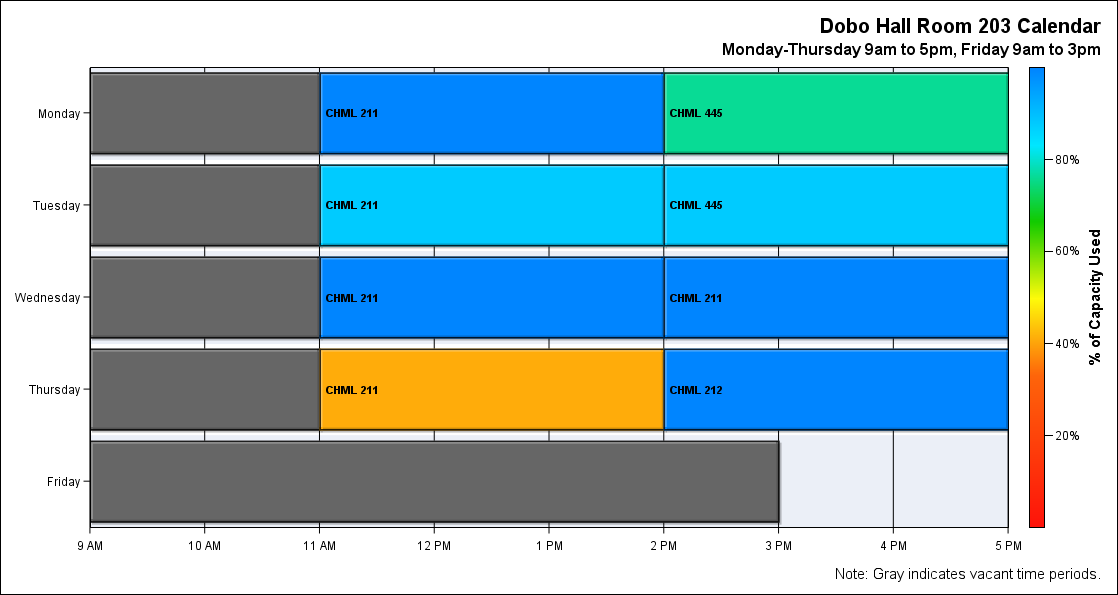 Dobo Hall Room 203 Calendar
Monday-Thursday 9am to 5pm, Friday 9am to 3pm
Monday
CHML 211
CHML 445
Tuesday
CHML 211
CHML 445
Wednesday
CHML 211
CHML 211
Thursday
CHML 211
CHML 212
Friday
9 AM
10 AM
11 AM
12 PM
1 PM
2 PM
3 PM
4 PM
5 PM
80%
60%
40%
20%
% of Capacity Used
Note: Gray indicates vacant time periods.